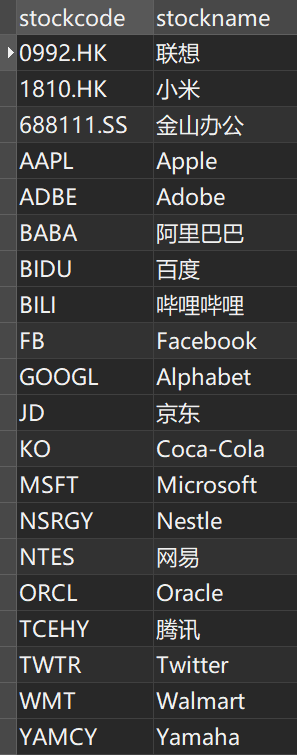 stockcode stockname
0992.HK 联想
1810.HK 小米
688111.SS 金山办公
AAPL Apple
ADBE Adobe
BABA 阿里巴巴
BIDU 百度
BILI 哔哩哔哩
FB Facebook
GOOGL Alphabet
JD 京东
KO Coca-Cola
MSFT Microsoft
NSRGY Nestle
NTES 网易
ORCL Oracle
TCEHY 腾讯
TWTR Twitter
WMT Walmart
YAMCY Yamaha